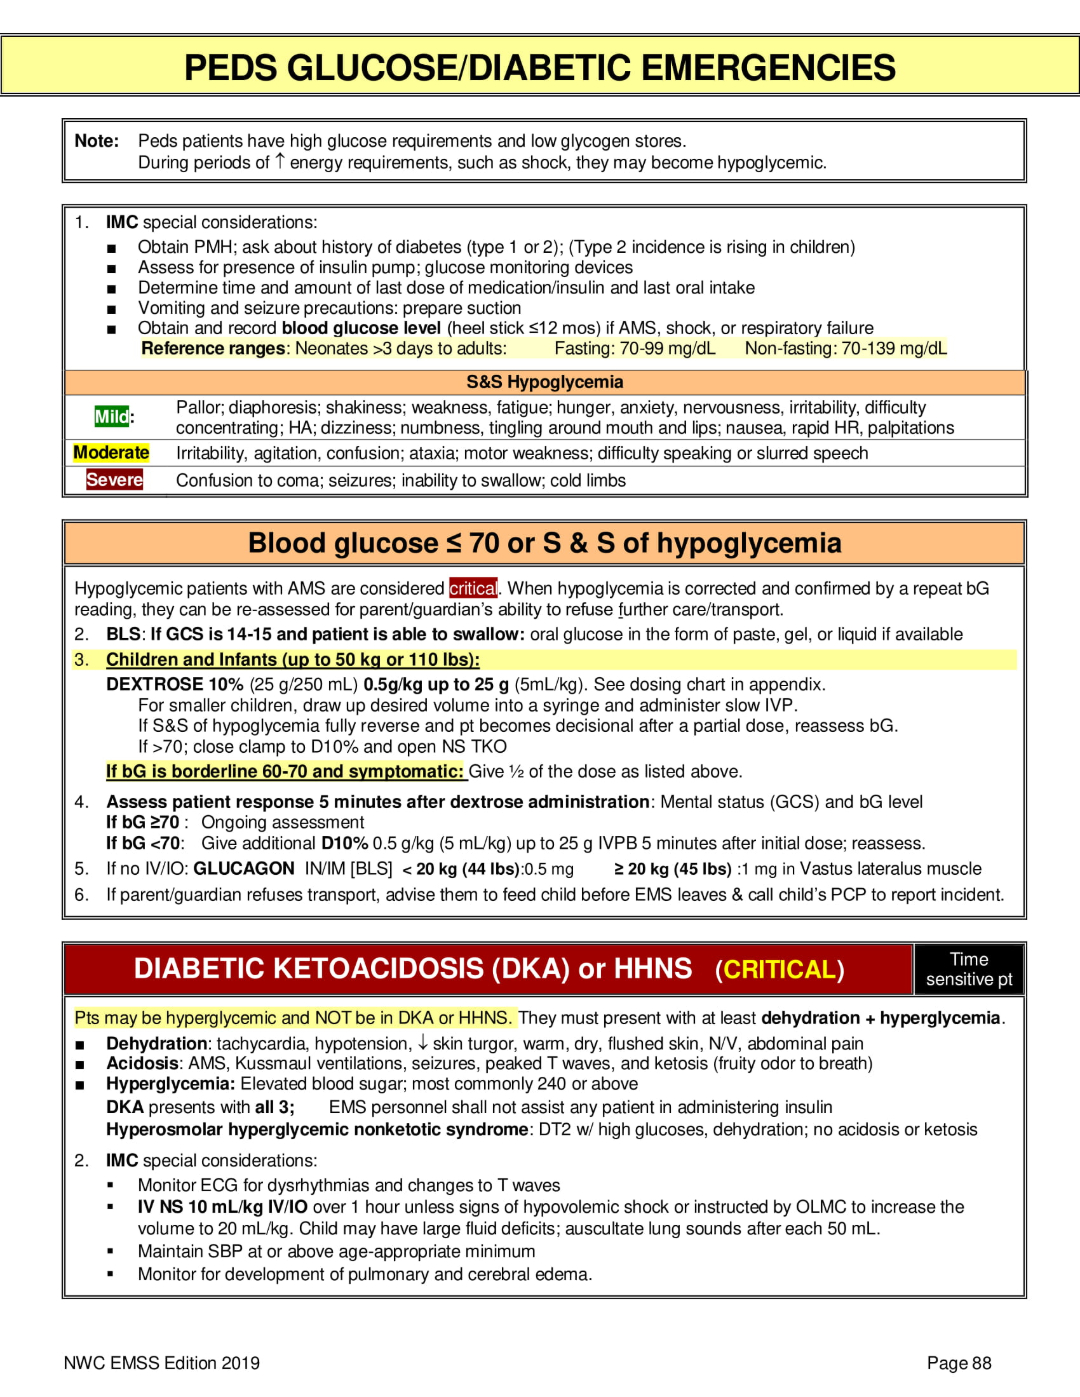 PEDS GLUCOSE/DIABETIC EMERGENCIES
Note: Peds patients have high glucose requirements and low glycogen stores.
During periods of ↑ energy requirements, such as shock, they may become hypoglycemic.
1. IMC special considerations:
■ Obtain PMH; ask about history of diabetes (type 1 or 2); (Type 2 incidence is rising in children)
■ Assess for presence of insulin pump; glucose monitoring devices
■ Determine time and amount of last dose of medication/insulin and last oral intake
■ Vomiting and seizure precautions: prepare suction
■ Obtain and record blood glucose level (heel stick ≤12 mos) if AMS, shock, or respiratory failure
Reference ranges: Neonates >3 days to adults: Fasting: 70-99 mg/dL Non-fasting: 70-139 mg/dL
S&S Hypoglycemia
Mild: Pallor; diaphoresis; shakiness; weakness, fatigue; hunger, anxiety, nervousness, irritability, difficulty
concentrating; HA; dizziness; numbness, tingling around mouth and lips; nausea, rapid HR, palpitations
Moderate Irritability, agitation, confusion; ataxia; motor weakness; difficulty speaking or slurred speech
Severe Confusion to coma; seizures; inability to swallow; cold limbs
Blood glucose ≤ 70 or S & S of hypoglycemia
Hypoglycemic patients with AMS are considered critical. When hypoglycemia is corrected and confirmed by a repeat bG
reading, they can be re-assessed for parent/guardian's ability to refuse further care/transport.
2. BLS: If GCS is 14-15 and patient is able to swallow: oral glucose in the form of paste, gel, or liquid if available
3. Children and Infants (up to 50 kg or 110 lbs):
DEXTROSE 10% (25 g/250 mL) 0.5g/kg up to 25 g (5mL/kg). See dosing chart in appendix.
For smaller children, draw up desired volume into a syringe and administer slow IVP.
If S&S of hypoglycemia fully reverse and pt becomes decisional after a partial dose, reassess bG.
If >70; close clamp to D10% and open NS TKO
If bG is borderline 60-70 and symptomatic: Give ½ of the dose as listed above.
4. Assess patient response 5 minutes after dextrose administration: Mental status (GCS) and bG level
If bG ≥70 : Ongoing assessment
If bG <70: Give additional D10% 0.5 g/kg (5 mL/kg) up to 25 g IVPB 5 minutes after initial dose; reassess.
5. If no IV/IO: GLUCAGON IN/IM [BLS] < 20 kg (44 lbs):0.5 mg ≥ 20 kg (45 lbs) :1 mg in Vastus lateralus muscle
6. If parent/guardian refuses transport, advise them to feed child before EMS leaves & call child's PCP to report incident.
DIABETIC KETOACIDOSIS (DKA) or HHNS (CRITICAL)
Time
sensitive pt
Pts may be hyperglycemic and NOT be in DKA or HHNS. They must present with at least dehydration + hyperglycemia.
■ Dehydration: tachycardia, hypotension, ↓ skin turgor, warm, dry, flushed skin, N/V, abdominal pain
■ Acidosis: AMS, Kussmaul ventilations, seizures, peaked T waves, and ketosis (fruity odor to breath)
■ Hyperglycemia: Elevated blood sugar; most commonly 240 or above
DKA presents with all 3; EMS personnel shall not assist any patient in administering insulin
Hyperosmolar hyperglycemic nonketotic syndrome: DT2 w/ high glucoses, dehydration; no acidosis or ketosis
2. IMC special considerations:
▪ Monitor ECG for dysrhythmias and changes to T waves
▪ IV NS 10 mL/kg IV/IO over 1 hour unless signs of hypovolemic shock or instructed by OLMC to increase the
volume to 20 mL/kg. Child may have large fluid deficits; auscultate lung sounds after each 50 mL.
▪ Maintain SBP at or above age-appropriate minimum
▪ Monitor for development of pulmonary and cerebral edema.
NWC EMSS Edition 2019 Page 88